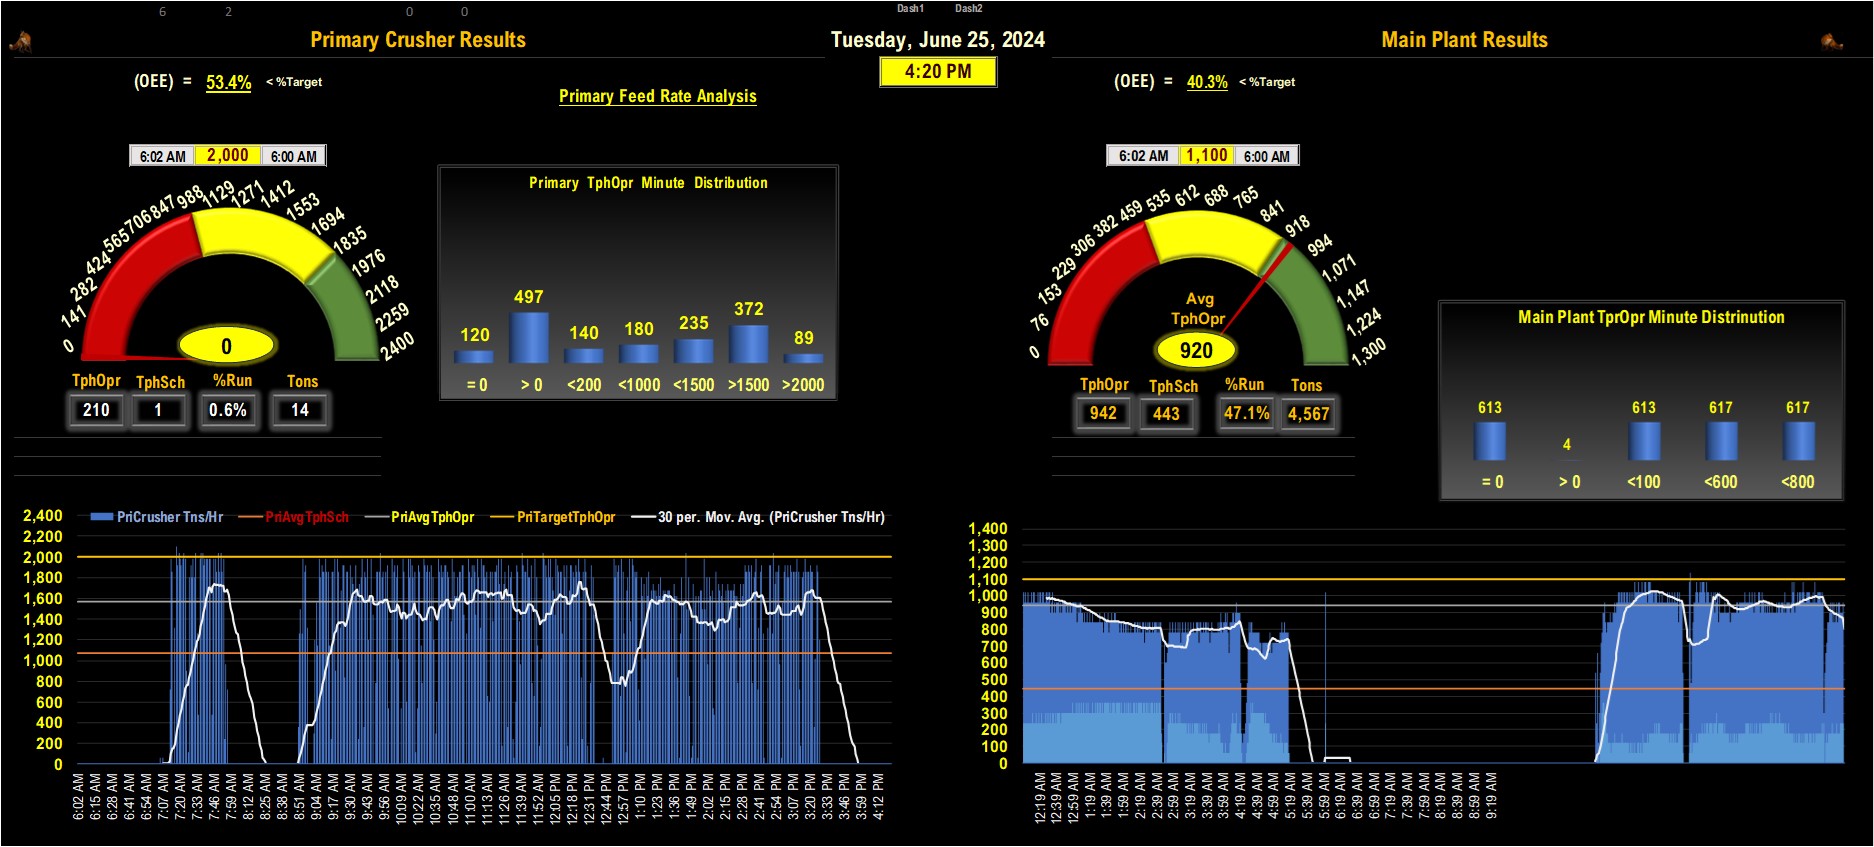 6 2 0 0 Dash1 Dash2
Primary Crusher Results
Tuesday, June 25, 2024
Main Plant Results
4:20 PM
(OEE) = 53.4% < %Target
Primary Feed Rate Analysis
(OEE) = 40.3% < %Target
6:02 AM 2,000 6:00 AM
0 141 282 424 565 706 847 988 1129 1271 1412 1553 1694 1835 1976 2118 2259 2400
0
TphOpr TphSch %Run Tons
210 1 0.6% 14
Primary TphOpr Minute Distribution
120 497 140 180 235 372 89
= 0 > 0 <200 <1000 <1500 >1500 >2000
6:02 AM 1,100 6:00 AM
0 76 153 229 306 382 459 535 612 688 765 841 918 994 1,071 1,147 1,224 1,300
Avg
TphOpr
920
TphOpr TphSch %Run Tons
942 443 47.1% 4,567
Main Plant TprOpr Minute Distrinution
613 4 613 617 617
= 0 > 0 <100 <600 <800
PriCrusher Tns/Hr PriAvgTphSch PriAvgTphOpr PriTargetTphOpr 30 per. Mov. Avg. (PriCrusher Tns/Hr)
2,400
2,200
2,000
1,800
1,600
1,400
1,200
1,000
800
600
400
200
0
6:02 AM 6:15 AM 6:28 AM 6:41 AM 6:54 AM 7:07 AM 7:20 AM 7:33 AM 7:46 AM 7:59 AM 8:12 AM 8:25 AM 8:38 AM 8:51 AM 9:04 AM 9:17 AM 9:30 AM 9:43 AM 9:56 AM 10:09 AM 10:22 AM 10:35 AM 10:48 AM 11:00 AM 11:13 AM 11:26 AM 11:39 AM 11:52 AM 12:05 PM 12:18 PM 12:31 PM 12:44 PM 12:57 PM 1:10 PM 1:23 PM 1:36 PM 1:49 PM 2:02 PM 2:15 PM 2:28 PM 2:41 PM 2:54 PM 3:07 PM 3:20 PM 3:33 PM 3:46 PM 3:59 PM 4:12 PM
1,400
1,300
1,200
1,100
1,000
900
800
700
600
500
400
300
200
100
0
12:19 AM 12:39 AM 12:59 AM 1:19 AM 1:39 AM 1:59 AM 2:19 AM 2:39 AM 2:59 AM 3:19 AM 3:39 AM 3:59 AM 4:19 AM 4:39 AM 4:59 AM 5:19 AM 5:39 AM 5:59 AM 6:19 AM 6:39 AM 6:59 AM 7:19 AM 7:39 AM 7:59 AM 8:19 AM 8:39 AM 8:59 AM 9:19 AM